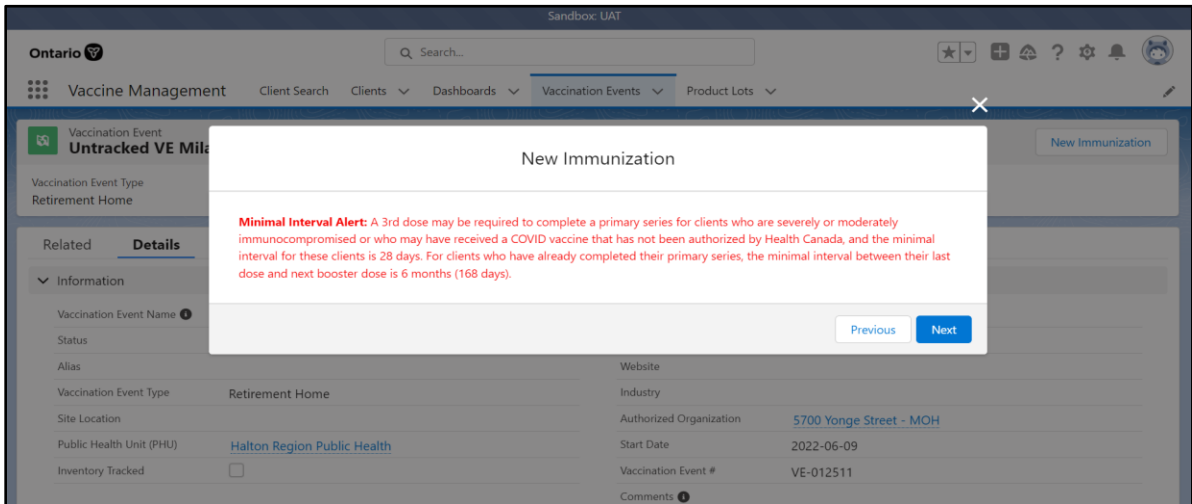 Sandbox: UAT
Ontario
Search...
Vaccine Management
Client Search
Clients
Dashboards
Vaccination Events
Product Lots
Vaccination Event
Untracked VE Mila
New Immunization
Vaccination Event Type
Retirement Home
New Immunization
Minimal Interval Alert: A 3rd dose may be required to complete a primary series for clients who are severely or moderately
immunocompromised or who may have received a COVID vaccine that has not been authorized by Health Canada, and the minimal
interval for these clients is 28 days. For clients who have already completed their primary series, the minimal interval between their last
dose and next booster dose is 6 months (168 days).
Previous
Next
Related
Details
Information
Vaccination Event Name
Status
Alias
Website
Vaccination Event Type
Retirement Home
Industry
Site Location
Authorized Organization
5700 Yonge Street - MOH
Public Health Unit (PHU)
Halton Region Public Health
Start Date
2022-06-09
Inventory Tracked
Vaccination Event #
VE-012511
Comments